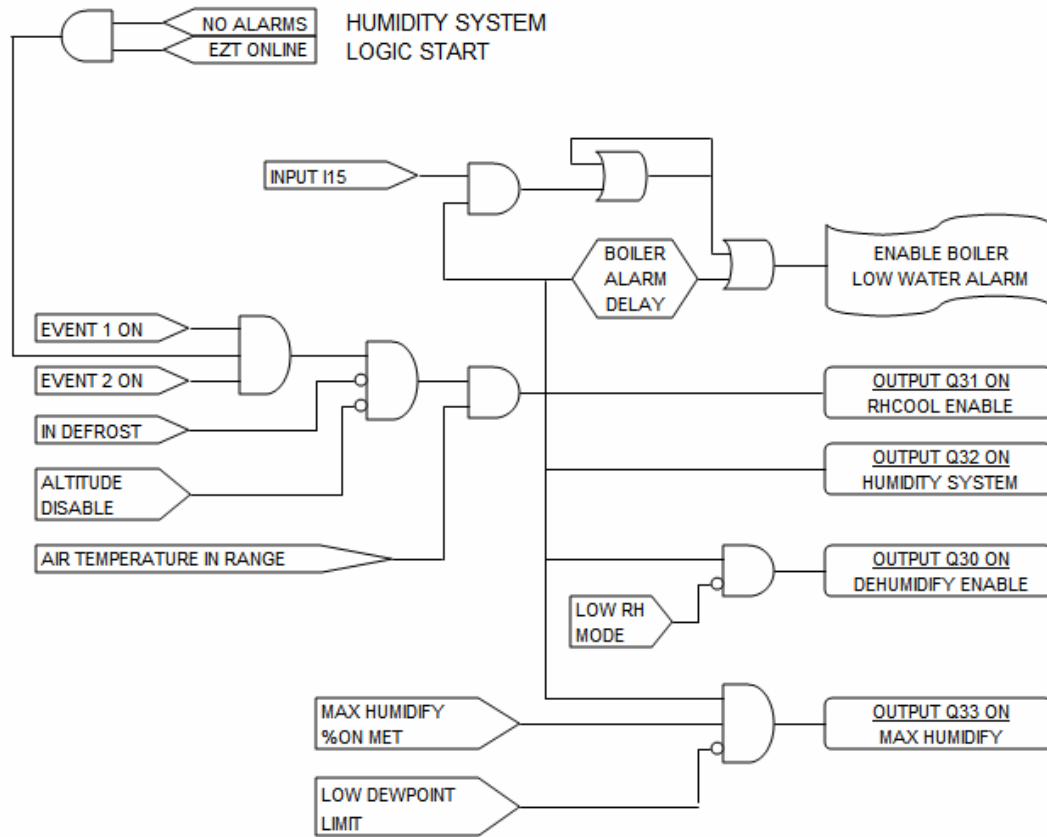 NO ALARMS
EZT ONLINE
HUMIDITY SYSTEM
LOGIC START
INPUT I15
BOILER
ALARM
DELAY
ENABLE BOILER
LOW WATER ALARM
EVENT 1 ON
EVENT 2 ON
IN DEFROST
ALTITUDE
DISABLE
AIR TEMPERATURE IN RANGE
OUTPUT Q31 ON
RHCOOL ENABLE
OUTPUT Q32 ON
HUMIDITY SYSTEM
OUTPUT Q30 ON
DEHUMIDIFY ENABLE
LOW RH
MODE
MAX HUMIDIFY
%ON MET
OUTPUT Q33 ON
MAX HUMIDIFY
LOW DEWPOINT
LIMIT